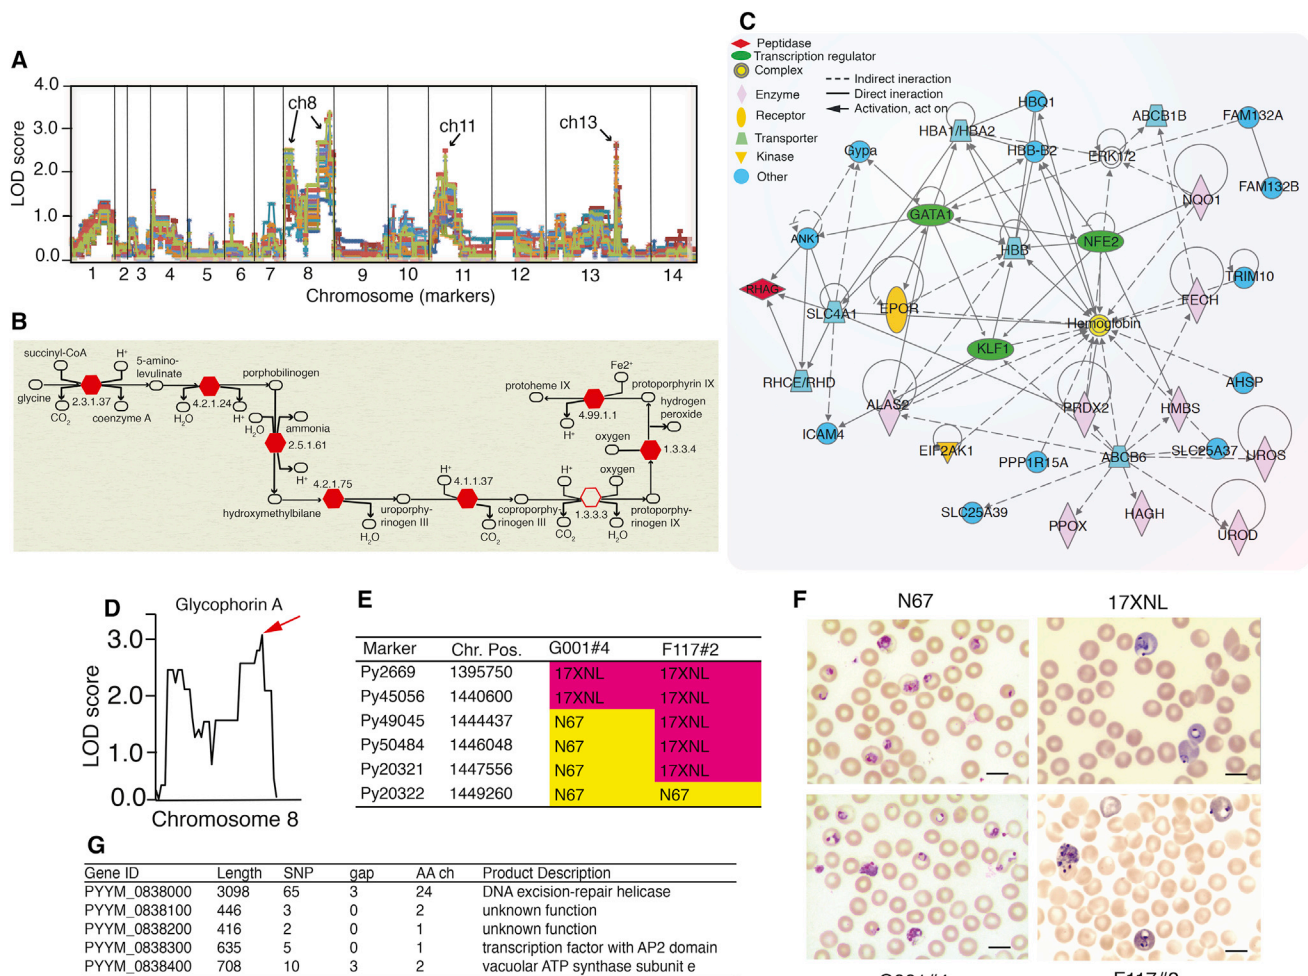 A
4.0
3.0
2.0
1.0
0.0
LOD score
ch8
ch11
ch13
1 2 3 4 5 6 7 8 9 10 11 12 13 14
Chromosome (markers)
B
succinyl-CoA
H+
5-amino-
levulinate
porphobilinogen
glycine
2.3.1.37
CO2
coenzyme A
4.2.1.24
H2O
H+
H2O
ammonia
2.5.1.61
H+
hydroxymethylbilane
4.2.1.75
uroporphy-
rinogen III
H2O
H+
4.1.1.37
CO2
coproporphy-
rinogen III
H+
oxygen
1.3.3.3
CO2
H2O
protoporphy-
rinogen IX
oxygen
1.3.3.4
hydrogen
peroxide
protoporphyrin IX
Fe2+
4.99.1.1
H+
protoheme IX
C
Peptidase
Transcription regulator
Complex
Enzyme
Receptor
Transporter
Kinase
Other
Indirect ineraction
Direct ineraction
Activation, act on
HBQ1
ABCB1B
FAM132A
HBA1/HBA2
Gypa
HBB-B2
ERK1/2
FAM132B
NQO1
GATA1
ANK1
HBB
NFE2
TRIM10
RHAG
FECH
SLC4A1
EPOR
Hemoglobin
KLF1
RHCE/RHD
AHSP
ALAS2
PRDX2
HMBS
ICAM4
EIF2AK1
PPP1R15A
ABCB6
SLC25A37
UROS
SLC25A39
PPOX
HAGH
UROD
D
Glycophorin A
3.0
2.0
1.0
0.0
LOD score
Chromosome 8
E
Marker Chr. Pos. G001#4 F117#2
Py2669 1395750 17XNL 17XNL
Py45056 1440600 17XNL 17XNL
Py49045 1444437 N67 17XNL
Py50484 1446048 N67 17XNL
Py20321 1447556 N67 17XNL
Py20322 1449260 N67 N67
F
N67 17XNL
G
Gene ID Length SNP gap AA ch Product Description
PYYM_0838000 3098 65 3 24 DNA excision-repair helicase
PYYM_0838100 446 3 0 2 unknown function
PYYM_0838200 416 2 0 1 unknown function
PYYM_0838300 635 5 0 1 transcription factor with AP2 domain
PYYM_0838400 708 10 3 2 vacuolar ATP synthase subunit e